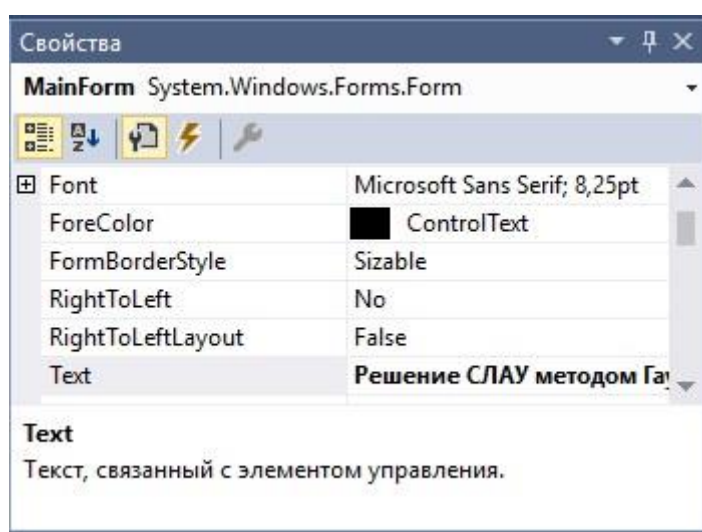 Свойства
MainForm System.Windows.Forms.Form
Font Microsoft Sans Serif; 8,25pt
ForeColor ControlText
FormBorderStyle Sizable
RightToLeft No
RightToLeftLayout False
Text Решение СЛАУ методом
Text
Текст, связанный с элементом управления.